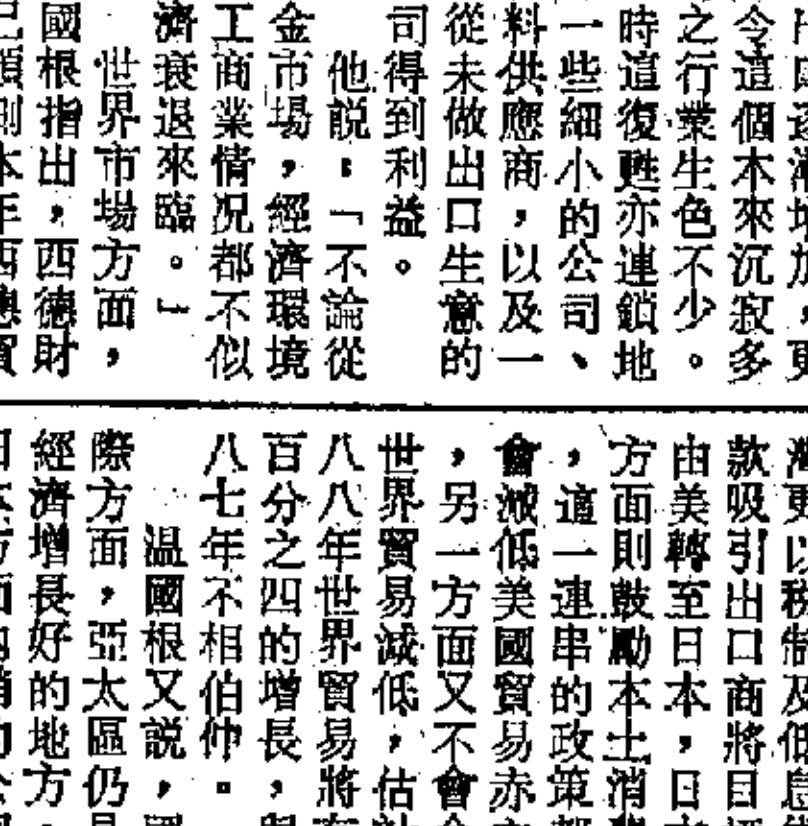 令這個本來沉寂多
之行業生色不少。
時這復甦亦連鎖地
一些細小的公司、
料供應商，以及一
從未做出口生意的
司得到利益。
他説：「不論從
金市場，經濟環境
工商業情况都不似
濟衰退來臨。」
世界市場方面，
國根指出，西德財
款吸引出口商將目
由美轉至日本，日
方面則鼓勵本土消
，這一連串的政策
會減低美國貿易赤
，另一方面又不會
世界貿易減低，估
八八年世界貿易將
百分之四的增長，
八七年不相伯仲。
温國根又説，
際方面，亞太區仍
經濟增長好的地方